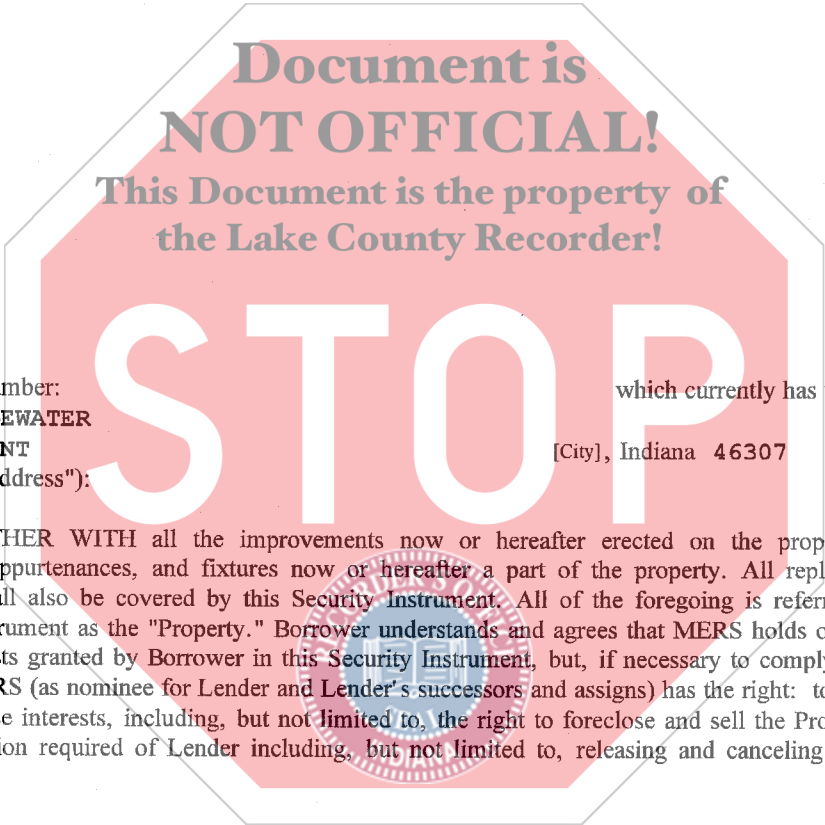 Document is
NOT OFFICIAL!
This Document is the property of
the Lake County Recorder!
STOP
mber: which currently has
EWATER
NT [City], Indiana 46307
ddress"):
HER WITH all the improvements now or hereafter erected on the prop
ppurtenances, and fixtures now or hereafter a part of the property. All repl
ll also be covered by this Security Instrument. All of the foregoing is refer
rument as the "Property." Borrower understands and agrees that MERS holds o
ts granted by Borrower in this Security Instrument, but, if necessary to comply
RS (as nominee for Lender and Lender's successors and assigns) has the right: to
e interests, including, but not limited to, the right to foreclose and sell the Pro
ion required of Lender including, but not limited to, releasing and canceling
RECORDER'S OFFICE
INDIANA